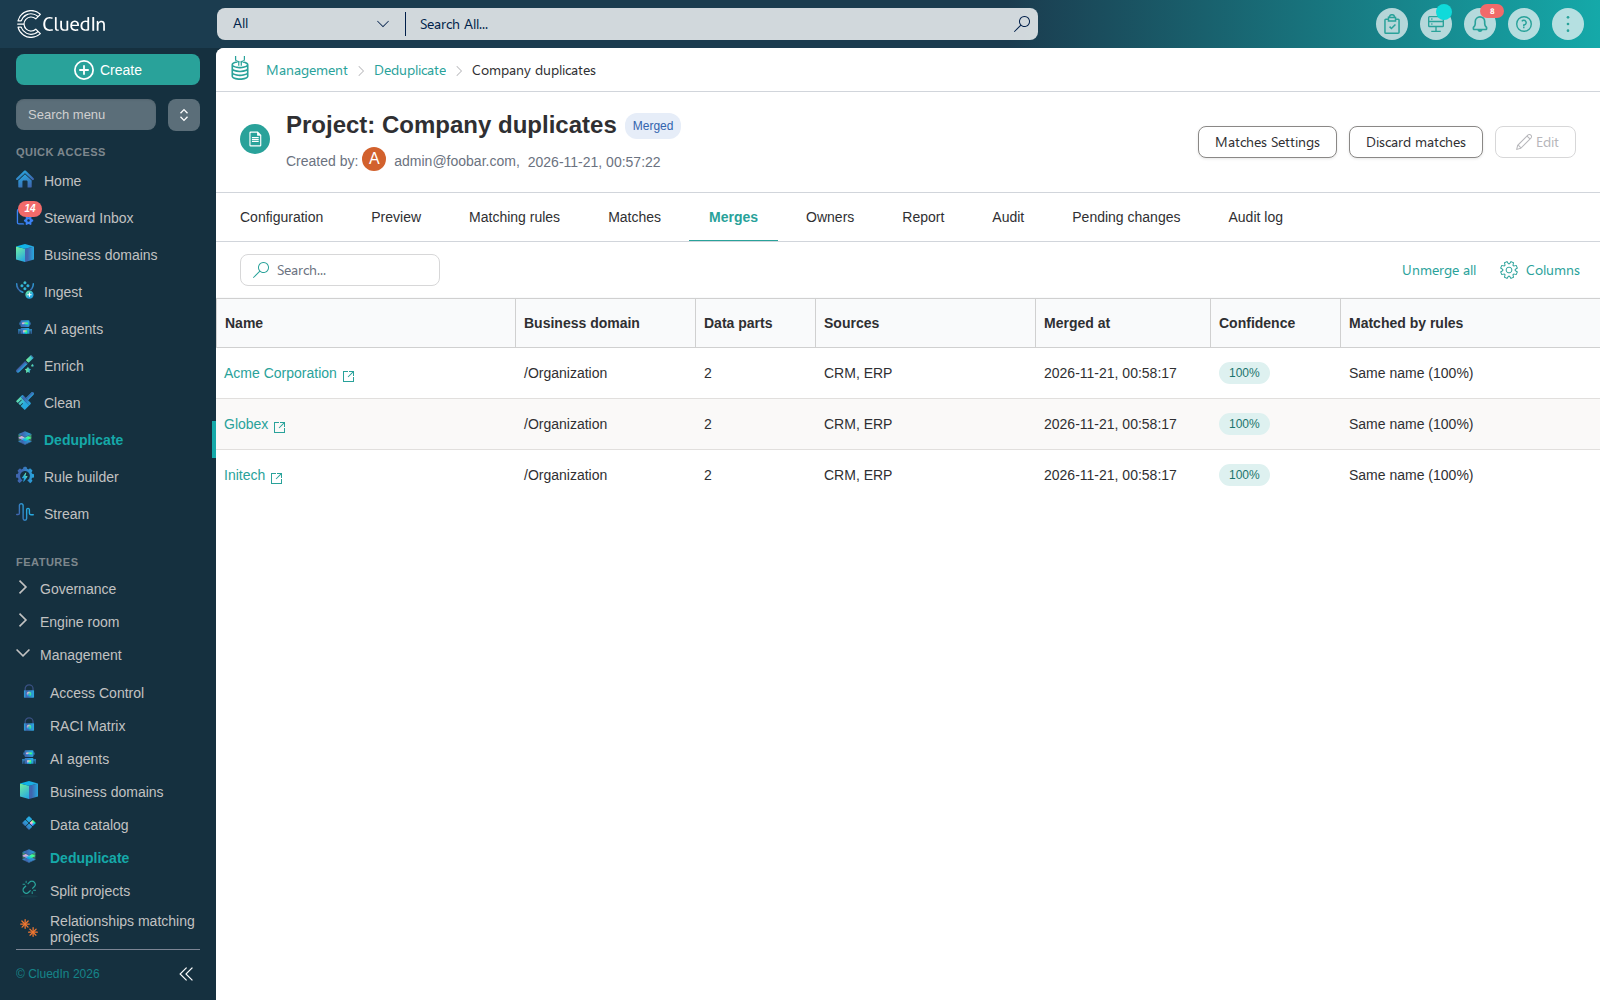 CluedIn
All
Search All...
8
Create
Search menu
QUICK ACCESS
Home
14
Steward Inbox
Business domains
Ingest
AI agents
Enrich
Clean
Deduplicate
Rule builder
Stream
FEATURES
Governance
Engine room
Management
Access Control
RACI Matrix
AI agents
Business domains
Data catalog
Deduplicate
Split projects
Relationships matching
projects
© CluedIn 2026
Management > Deduplicate > Company duplicates
Project: Company duplicates Merged
Created by: A admin@foobar.com, 2026-11-21, 00:57:22
Matches Settings Discard matches Edit
Configuration Preview Matching rules Matches Merges Owners Report Audit Pending changes Audit log
Search... Unmerge all Columns
Name Business domain Data parts Sources Merged at Confidence Matched by rules
Acme Corporation /Organization 2 CRM, ERP 2026-11-21, 00:58:17 100% Same name (100%)
Globex /Organization 2 CRM, ERP 2026-11-21, 00:58:17 100% Same name (100%)
Initech /Organization 2 CRM, ERP 2026-11-21, 00:58:17 100% Same name (100%)